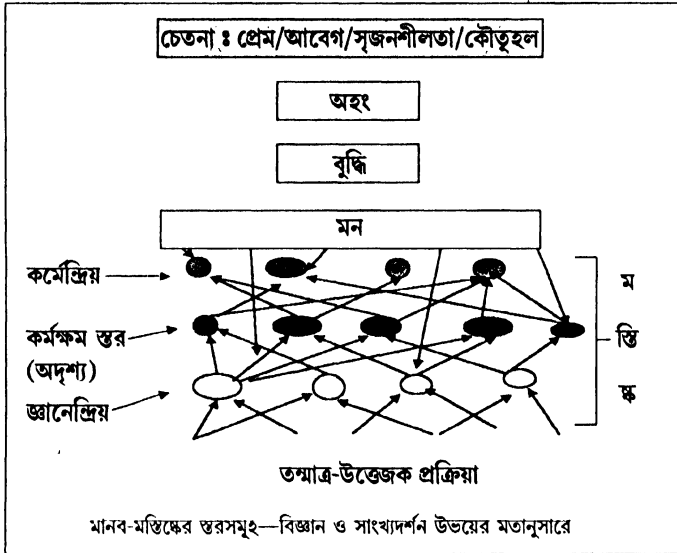 চেতনা ঃ প্রেম/আবেগ/সৃজনশীলতা/কৌতূহল
অহং
বুদ্ধি
মন
কর্মেন্দ্রিয়
কর্মক্ষম স্তর
(অদৃশ্য)
জ্ঞানেন্দ্রিয়
ম
স্তি
ষ্ক
তন্মাত্র-উত্তেজক প্রক্রিয়া
মানব-মস্তিষ্কের স্তরসমূহ—বিজ্ঞান ও সাংখ্যদর্শন উভয়ের মতানুসারে